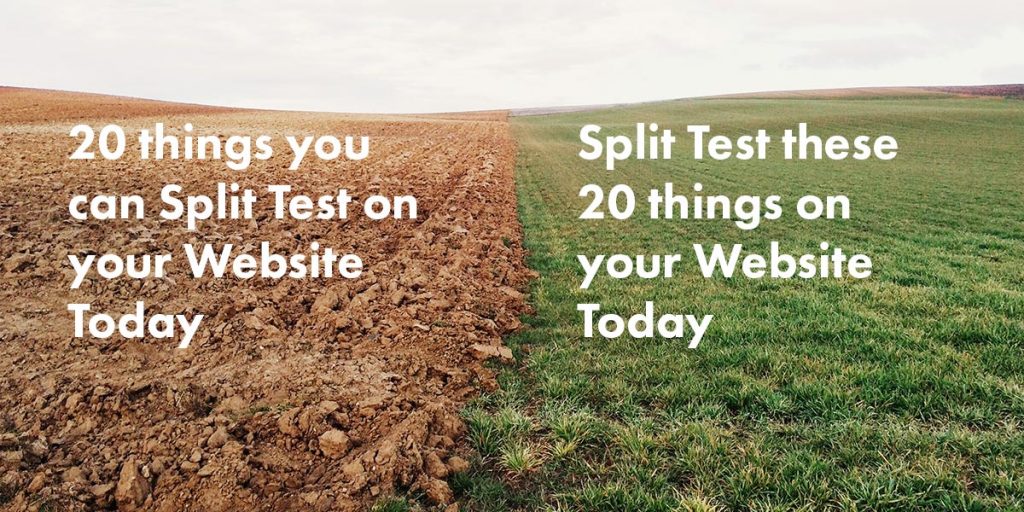 20 things you
can Split Test on
your Website
Today
Split Test these
20 things on
your Website
Today